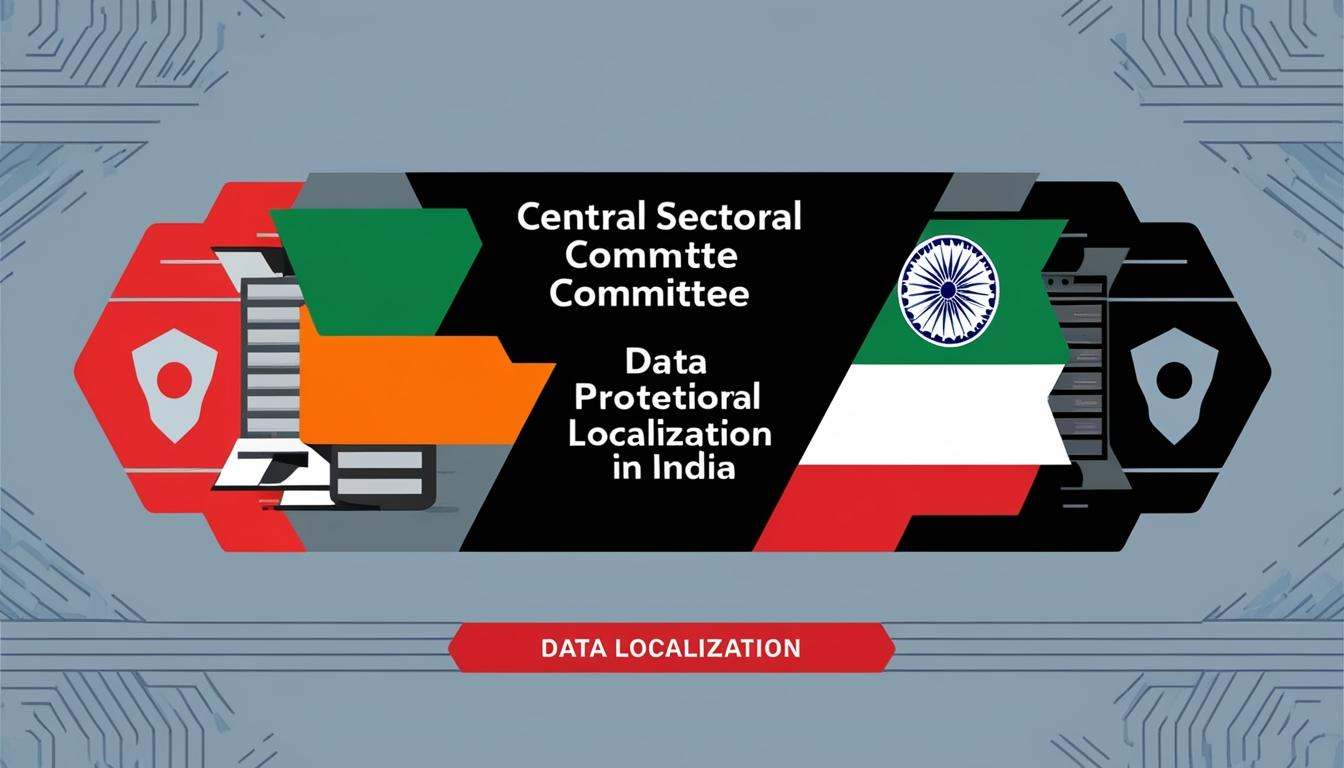 Central Sectoral
Commtte
Committee
Data
Protetioral
Localization
in India
DATA LOCALIZATION